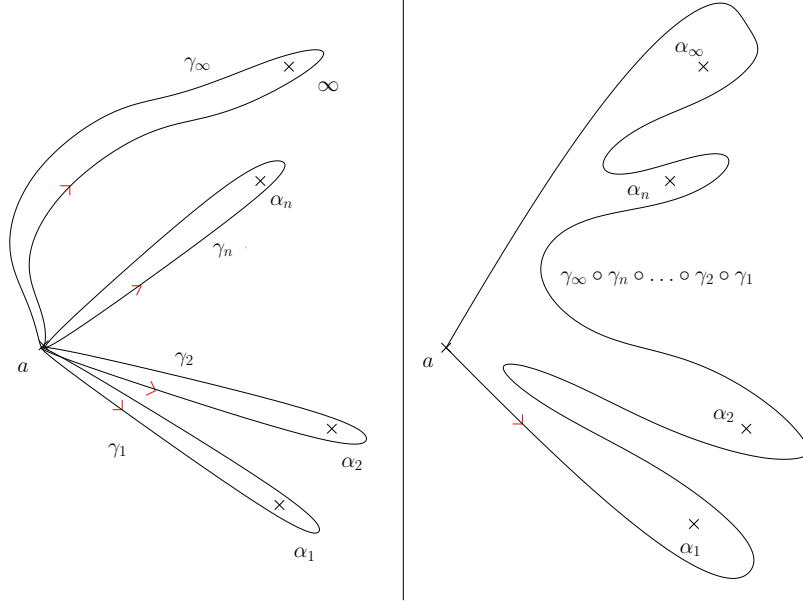 γ∞
∞
αₙ
γₙ
a
γ₂
γ₁
α₂
α₁
α∞
αₙ
γ∞ ∘ γₙ ∘ … ∘ γ₂ ∘ γ₁
a
α₂
α₁